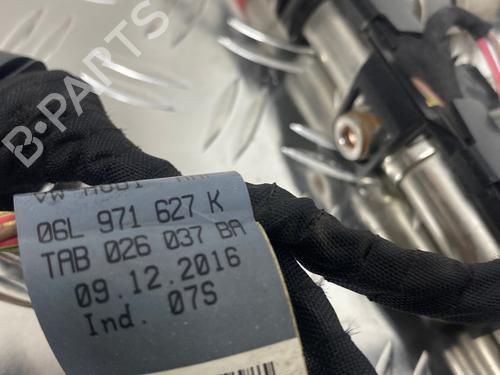 B-PARTS
06L 971 627 K
TAB 026 037 BA
09.12.2016
Ind. 07S